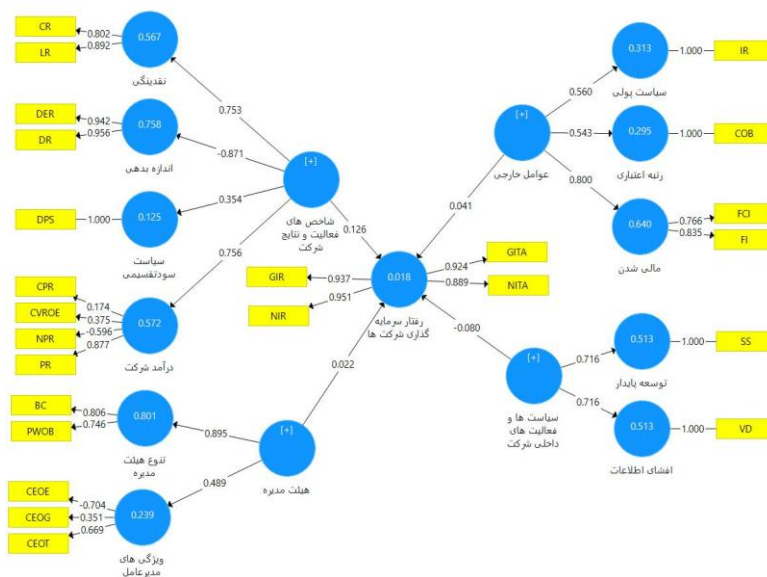 CR
0.802
LR
0.892
0.567
نقدینگی
DER
0.942
DR
0.956
0.758
اندازه بدهی
DPS
1.000
0.125
سیاست
سودتقسیمی
CPR
0.174
CVROE
0.375
NPR
-0.596
PR
0.877
0.572
درآمد شرکت
BC
0.806
PWOB
0.746
0.801
تنوع هیئت
مدیره
CEOE
-0.704
CEOG
0.351
CEOT
0.669
0.239
ویژگی های
مدیرعامل
0.753
-0.871
0.354
0.756
[+]
شاخص های
فعالیت و نتایج
شرکت
0.126
0.895
0.489
[+]
هیئت مدیره
0.022
GIR
0.937
NIR
0.951
0.018
رفتار سرمایه
گذاری شرکت ها
0.924
GITA
0.889
NITA
0.041
[+]
عوامل خارجی
0.560
0.543
0.800
0.313
سیاست پولی
1.000
IR
0.295
رتبه اعتباری
1.000
COB
0.640
مالی شدن
0.766
FCI
0.835
FI
-0.080
[+]
سیاست ها و
فعالیت های
داخلی شرکت
0.716
0.716
0.513
توسعه پایدار
1.000
SS
0.513
افشای اطلاعات
1.000
VD